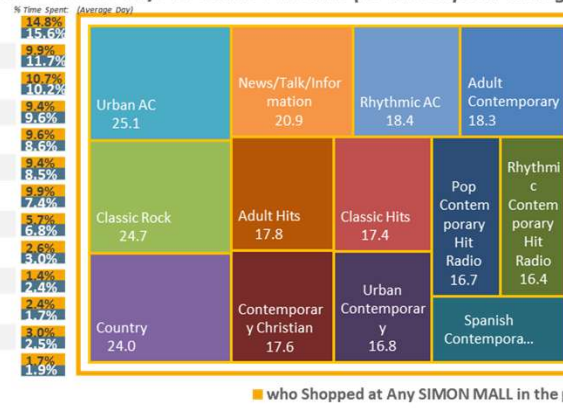 % Time Spent: (Average Day)
14.8%
15.6%
9.9%
11.7%
10.7%
10.2%
9.4%
9.6%
9.6%
8.6%
9.4%
8.5%
9.9%
7.4%
5.7%
6.8%
2.6%
3.0%
1.4%
2.4%
2.4%
1.7%
3.0%
2.5%
1.7%
1.9%
Urban AC
25.1
News/Talk/Infor
mation
20.9
Rhythmic AC
18.4
Adult
Contemporary
18.3
Classic Rock
24.7
Adult Hits
17.8
Classic Hits
17.4
Pop
Contem
porary
Hit
Radio
16.7
Rhythmi
c
Contem
porary
Hit
Radio
16.4
Country
24.0
Contemporar
y Christian
17.6
Urban
Contemporar
y
16.8
Spanish
Contempora...
who Shopped at Any SIMON MALL in the